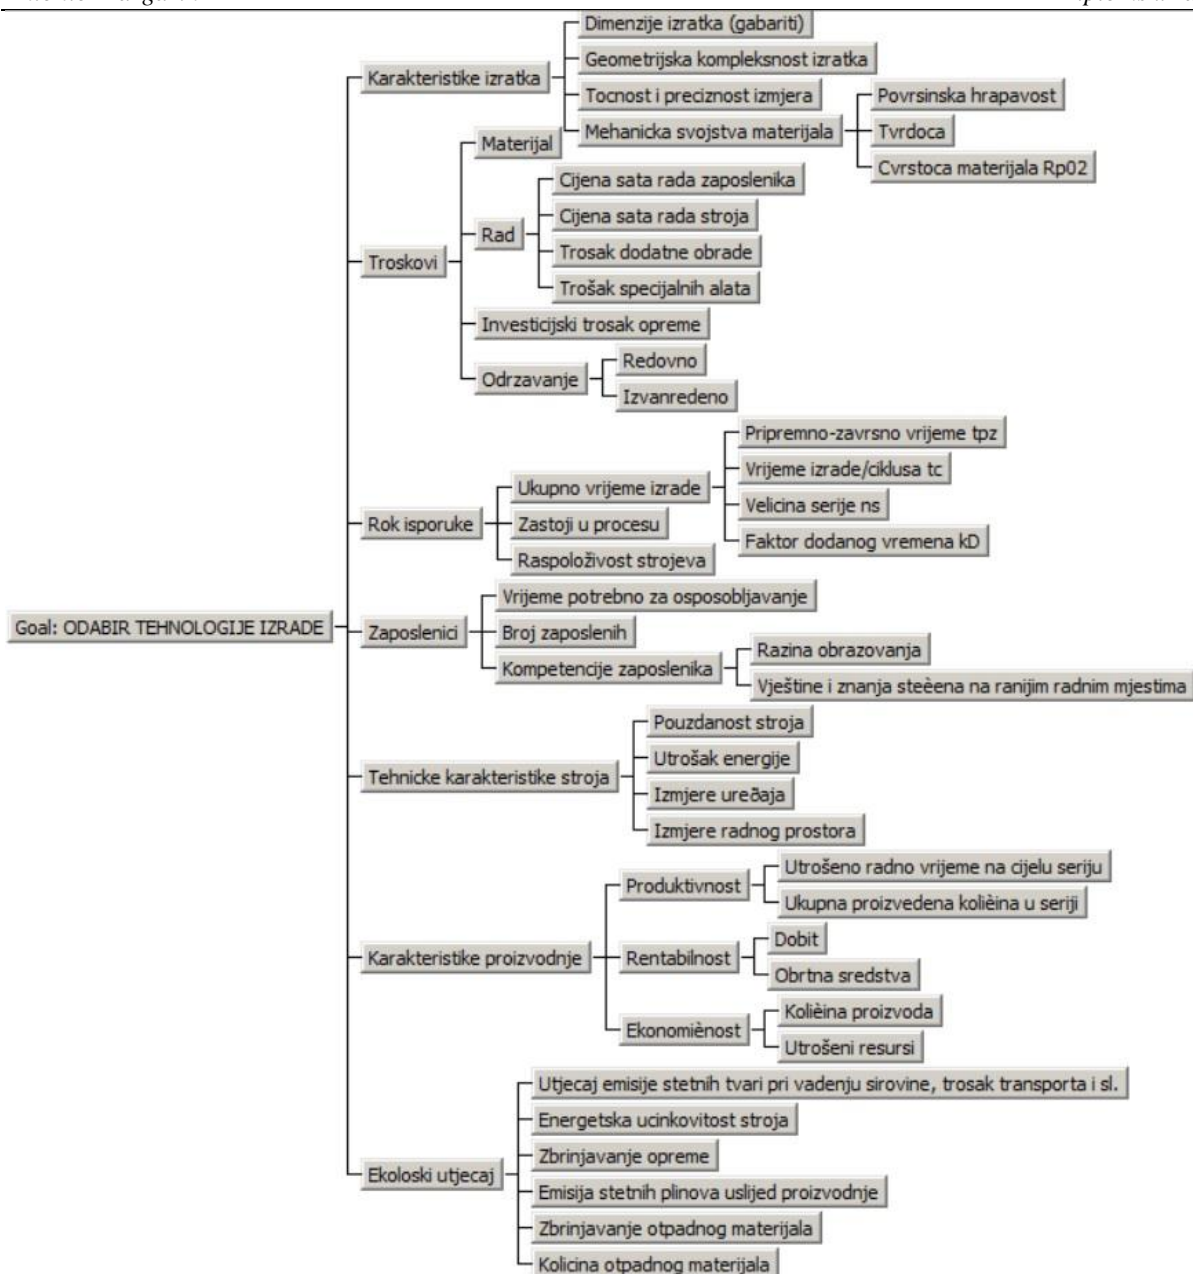 Dimenzije izratka (gabariti)
Karakteristike izratka
Geometrijska kompleksnost izratka
Tocnost i preciznost izmjera
Povrsinska hrapavost
Mehanicka svojstva materijala
Tvrdoca
Materijal
Cvrstoca materijala Rp02
Cijena sata rada zaposlenika
Cijena sata rada stroja
Rad
Trosak dodatne obrade
Troskovi
Trošak specijalnih alata
Investicijski trosak opreme
Redovno
Odrzavanje
Izvanredeno
Pripremno-zavrsno vrijeme tpz
Vrijeme izrade/ciklusa tc
Ukupno vrijeme izrade
Velicina serije ns
Rok isporuke
Zastoji u procesu
Faktor dodanog vremena kD
Raspoloživost strojeva
Vrijeme potrebno za osposobljavanje
Goal: ODABIR TEHNOLOGIJE IZRADE
Zaposlenici
Broj zaposlenih
Razina obrazovanja
Kompetencije zaposlenika
Vještine i znanja steèena na ranijim radnim mjestima
Pouzdanost stroja
Utrošak energije
Tehnicke karakteristike stroja
Izmjere ureðaja
Izmjere radnog prostora
Utrošeno radno vrijeme na cijelu seriju
Produktivnost
Ukupna proizvedena kolièina u seriji
Dobit
Karakteristike proizvodnje
Rentabilnost
Obrtna sredstva
Kolièina proizvoda
Ekonomiènost
Utrošeni resursi
Utjecaj emisije stetnih tvari pri vadenju sirovine, trosak transporta i sl.
Energetska ucinkovitost stroja
Zbrinjavanje opreme
Ekoloski utjecaj
Emisija stetnih plinova uslijed proizvodnje
Zbrinjavanje otpadnog materijala
Kolicina otpadnog materijala